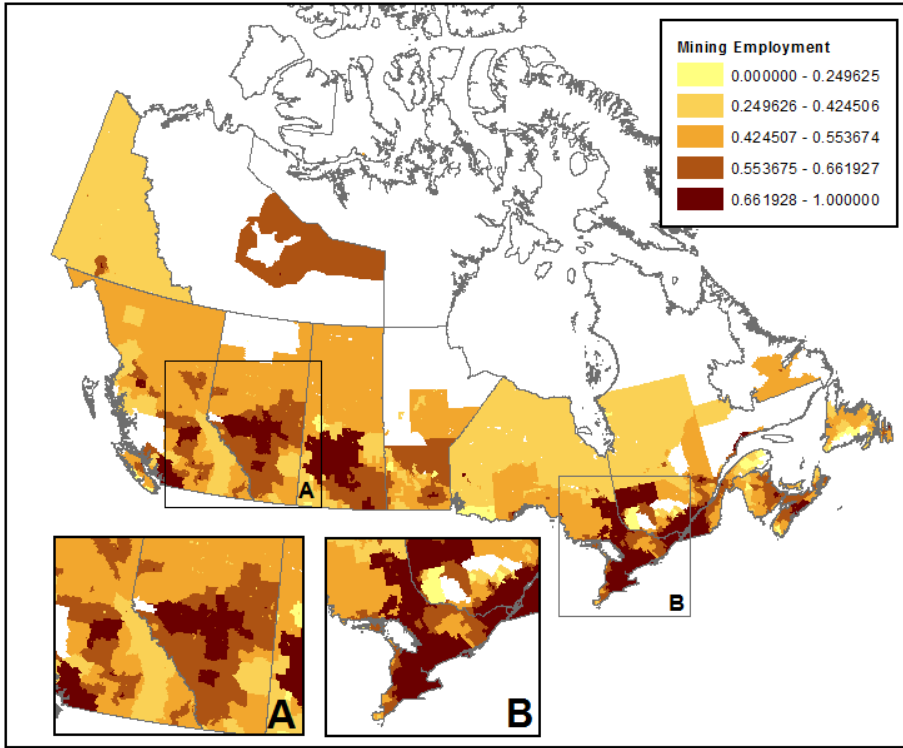 Mining Employment
0.000000 - 0.249625
0.249626 - 0.424506
0.424507 - 0.553674
0.553675 - 0.661927
0.661928 - 1.000000
A
B
A
B